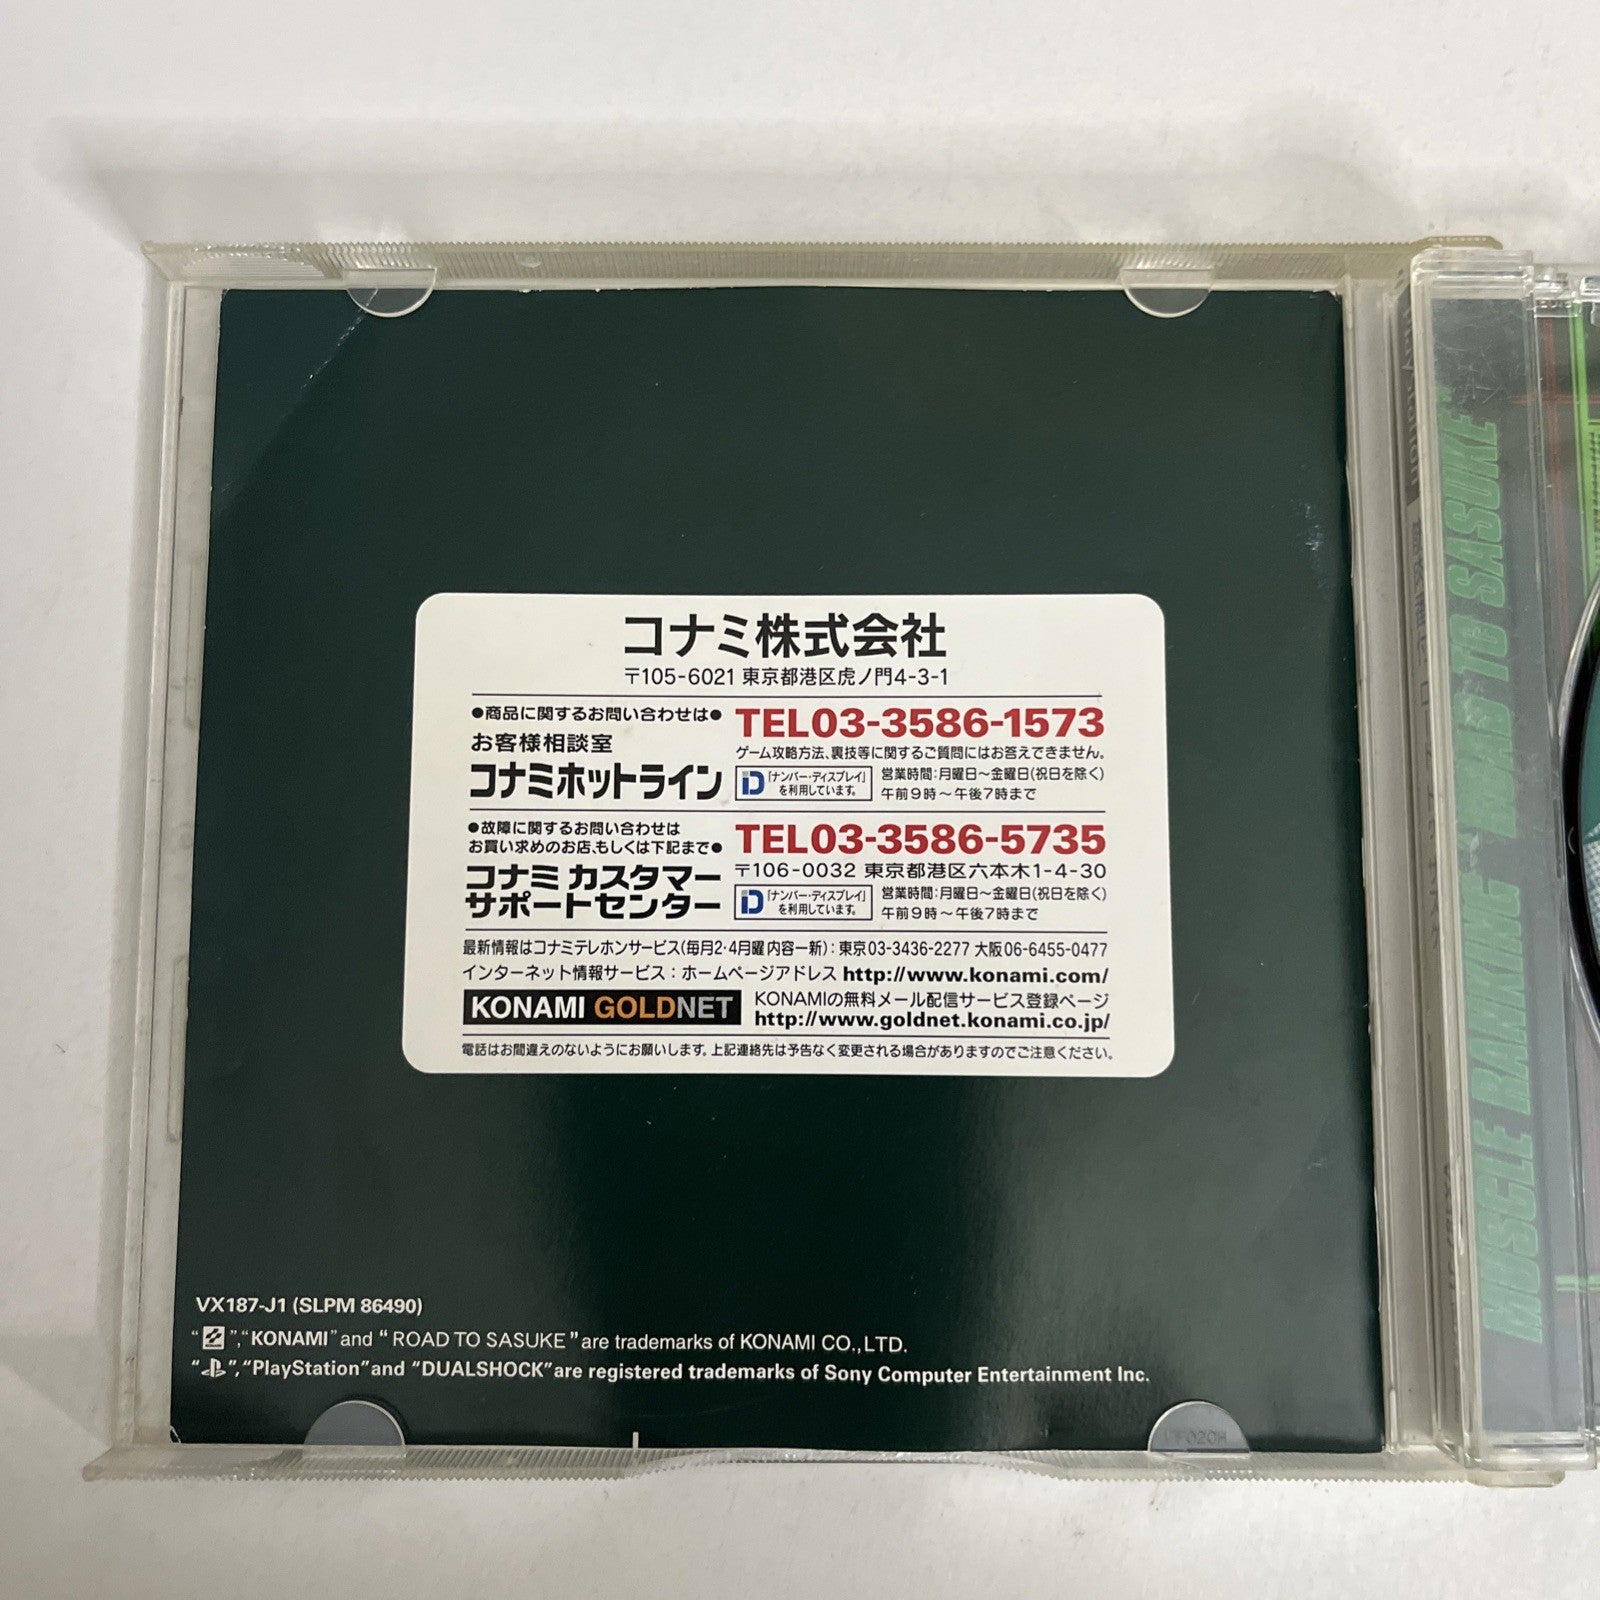 コナミ株式会社
〒105-6021 東京都港区虎ノ門4-3-1
●商品に関するお問い合わせは●
お客様相談室
コナミホットライン
TEL03-3586-1573
ゲーム攻略方法、裏技等に関するご質問にはお答えできません。
「ナンバー・ディスプレイ」
を利用しています。
営業時間:月曜日～金曜日(祝日を除く)
午前9時～午後7時まで
●故障に関するお問い合わせは
お買い求めのお店、もしくは下記まで●
コナミ カスタマー
サポートセンター
TEL03-3586-5735
〒106-0032 東京都港区六本木1-4-30
「ナンバー・ディスプレイ」
を利用しています。
営業時間:月曜日～金曜日(祝日を除く)
午前9時～午後7時まで
最新情報はコナミテレホンサービス(毎月2・4月曜内容一新):東京03-3436-2277 大阪06-6455-0477
インターネット情報サービス:ホームページアドレス http://www.konami.com/
KONAMI GOLDNET
KONAMIの無料メール配信サービス登録ページ
http://www.goldnet.konami.co.jp/
電話はお間違えのないようにお願いします。上記連絡先は予告なく変更される場合がありますのでご注意ください。
VX187-J1 (SLPM 86490)
“ ”,“KONAMI” and “ROAD TO SASUKE” are trademarks of KONAMI CO.,LTD.
“ ”,“PlayStation” and “DUALSHOCK” are registered trademarks of Sony Computer Entertainment Inc.
MUSCLE RANKING “ROAD TO SASUKE”